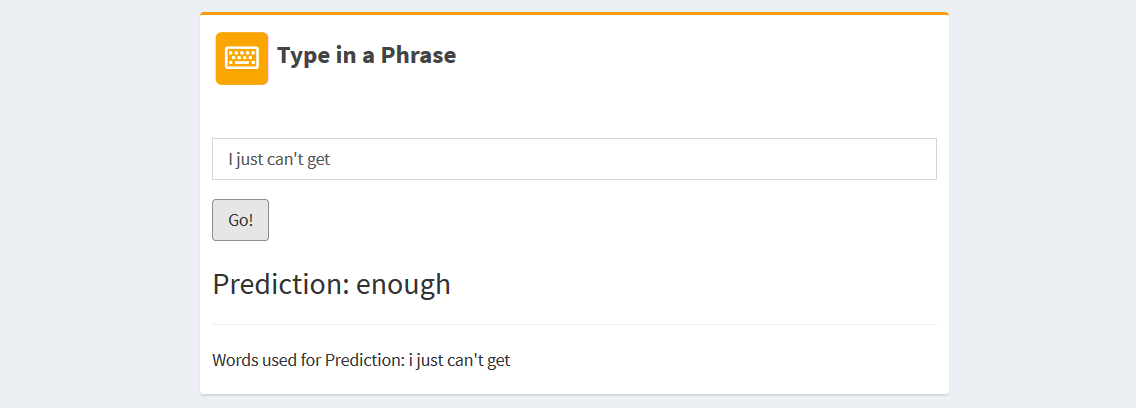 Type in a Phrase
I just can't get
Go!
Prediction: enough
Words used for Prediction: i just can't get